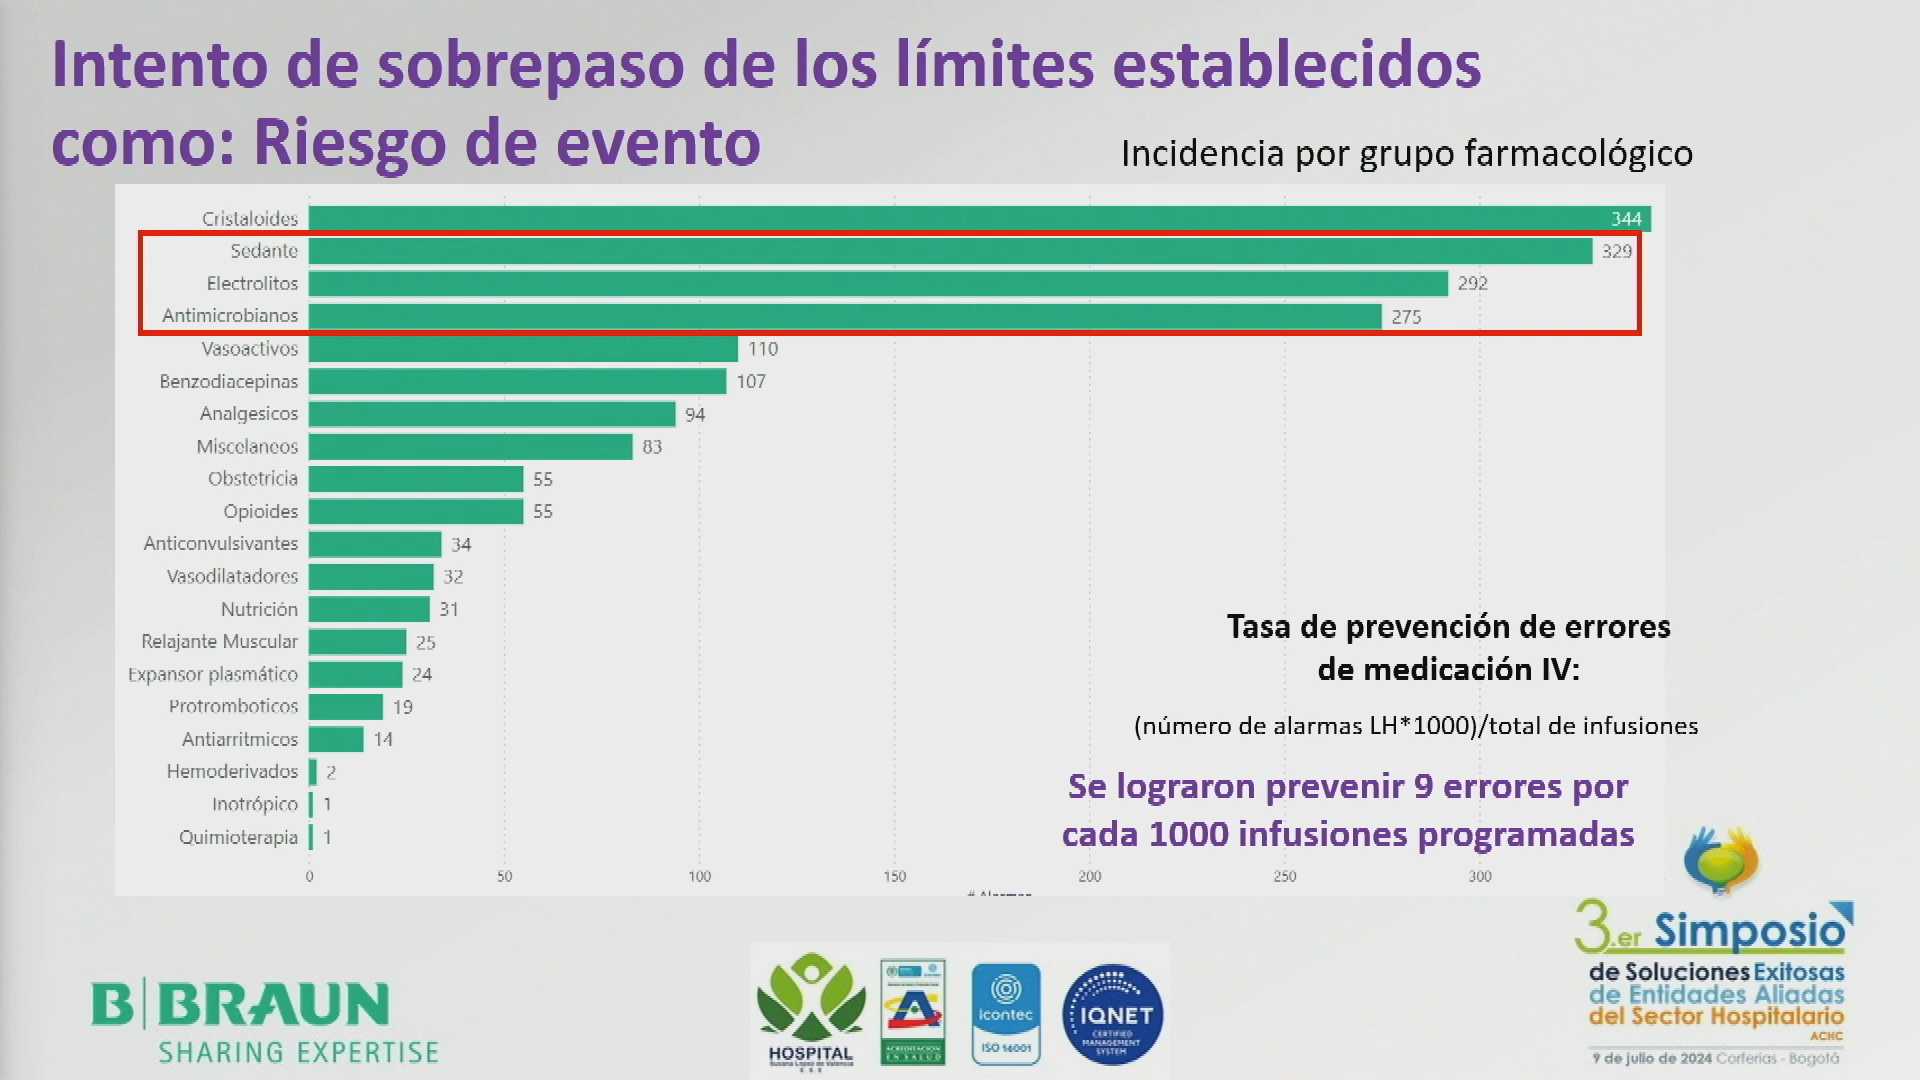 Intento de sobrepaso de los límites establecidos
como: Riesgo de evento
Incidencia por grupo farmacológico
Cristaloides 344
Sedante 329
Electrolitos 292
Antimicrobianos 275
Vasoactivos 110
Benzodiacepinas 107
Analgesicos 94
Miscelaneos 83
Obstetricia 55
Opioides 55
Anticonvulsivantes 34
Vasodilatadores 32
Nutrición 31
Relajante Muscular 25
Expansor plasmático 24
Protromboticos 19
Antiarritmicos 14
Hemoderivados 2
Inotrópico 1
Quimioterapia 1
0 50 100 150 200 250 300
Tasa de prevención de errores
de medicación IV:
(número de alarmas LH*1000)/total de infusiones
Se lograron prevenir 9 errores por
cada 1000 infusiones programadas
B|BRAUN
SHARING EXPERTISE
HOSPITAL
Susana López de Valencia
E.S.E
ACREDITACIÓN
EN SALUD
icontec
ISO 14001
IQNET
CERTIFIED
MANAGEMENT
SYSTEM
3.er Simposio
de Soluciones Exitosas
de Entidades Aliadas
del Sector Hospitalario
ACHC
9 de julio de 2024 Corferias - Bogotá